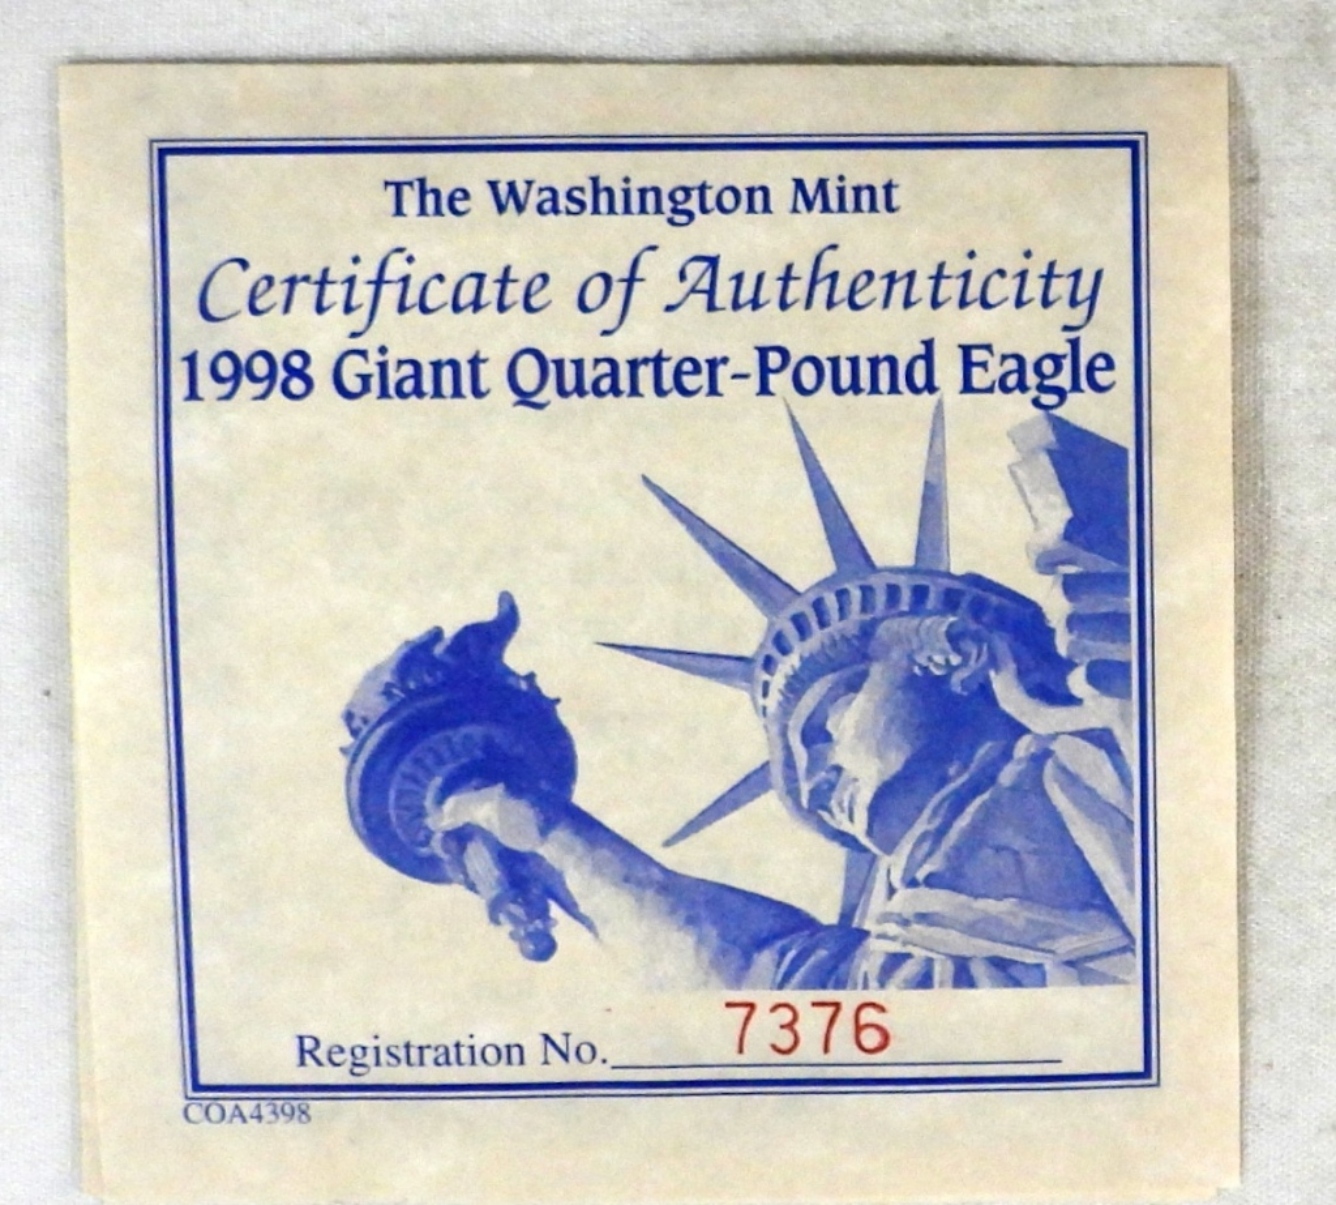 The Washington Mint
Certificate of Authenticity
1998 Giant Quarter-Pound Eagle
Registration No. 7376
COA4398